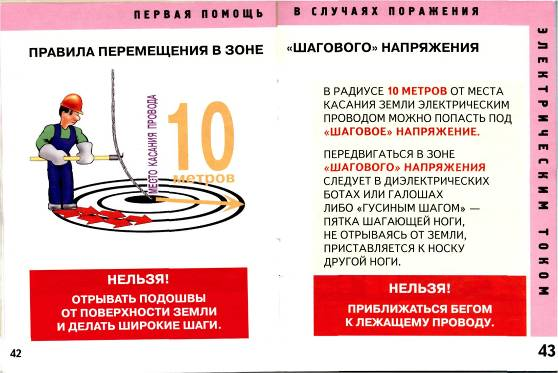 ПЕРВАЯ ПОМОЩЬ
ПРАВИЛА ПЕРЕМЕЩЕНИЯ В ЗОНЕ
МЕСТО КАСАНИЯ ПРОВОДА
10
метров
НЕЛЬЗЯ!
ОТРЫВАТЬ ПОДОШВЫ
ОТ ПОВЕРХНОСТИ ЗЕМЛИ
И ДЕЛАТЬ ШИРОКИЕ ШАГИ.
42
В СЛУЧАЯХ ПОРАЖЕНИЯ
ЭЛЕКТРИЧЕСКИМ ТОКОМ
«ШАГОВОГО» НАПРЯЖЕНИЯ
В РАДИУСЕ 10 МЕТРОВ ОТ МЕСТА
КАСАНИЯ ЗЕМЛИ ЭЛЕКТРИЧЕСКИМ
ПРОВОДОМ МОЖНО ПОПАСТЬ ПОД
«ШАГОВОЕ» НАПРЯЖЕНИЕ.
ПЕРЕДВИГАТЬСЯ В ЗОНЕ
«ШАГОВОГО» НАПРЯЖЕНИЯ
СЛЕДУЕТ В ДИЭЛЕКТРИЧЕСКИХ
БОТАХ ИЛИ ГАЛОШАХ
ЛИБО «ГУСИНЫМ ШАГОМ» —
ПЯТКА ШАГАЮЩЕЙ НОГИ,
НЕ ОТРЫВАЯСЬ ОТ ЗЕМЛИ,
ПРИСТАВЛЯЕТСЯ К НОСКУ
ДРУГОЙ НОГИ.
НЕЛЬЗЯ!
ПРИБЛИЖАТЬСЯ БЕГОМ
К ЛЕЖАЩЕМУ ПРОВОДУ.
43